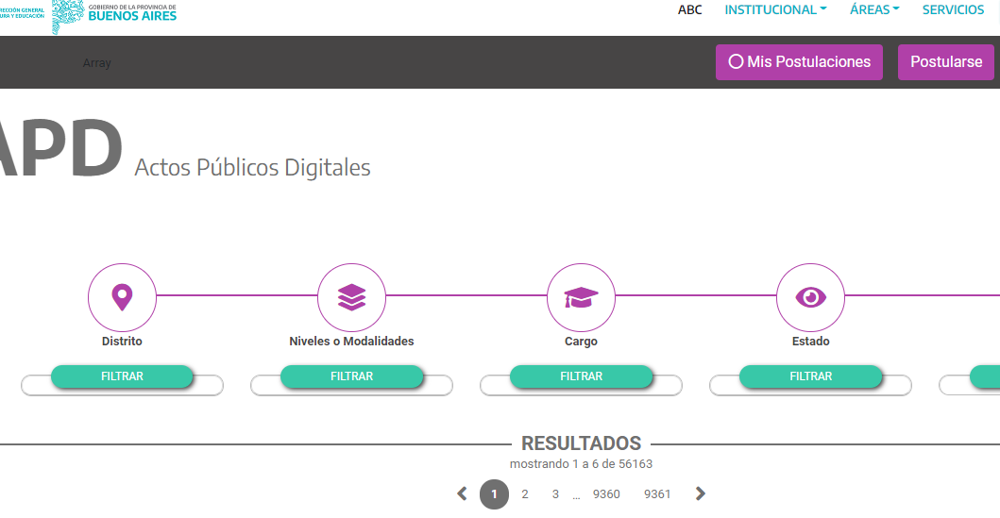 RECCIÓN GENERAL
URA Y EDUCACIÓN
GOBIERNO DE LA PROVINCIA DE
BUENOS AIRES
ABC INSTITUCIONAL ÁREAS SERVICIOS
Array
Mis Postulaciones
Postularse
APD Actos Públicos Digitales
Distrito Niveles o Modalidades Cargo Estado
FILTRAR FILTRAR FILTRAR FILTRAR
RESULTADOS
mostrando 1 a 6 de 56163
1 2 3 ... 9360 9361